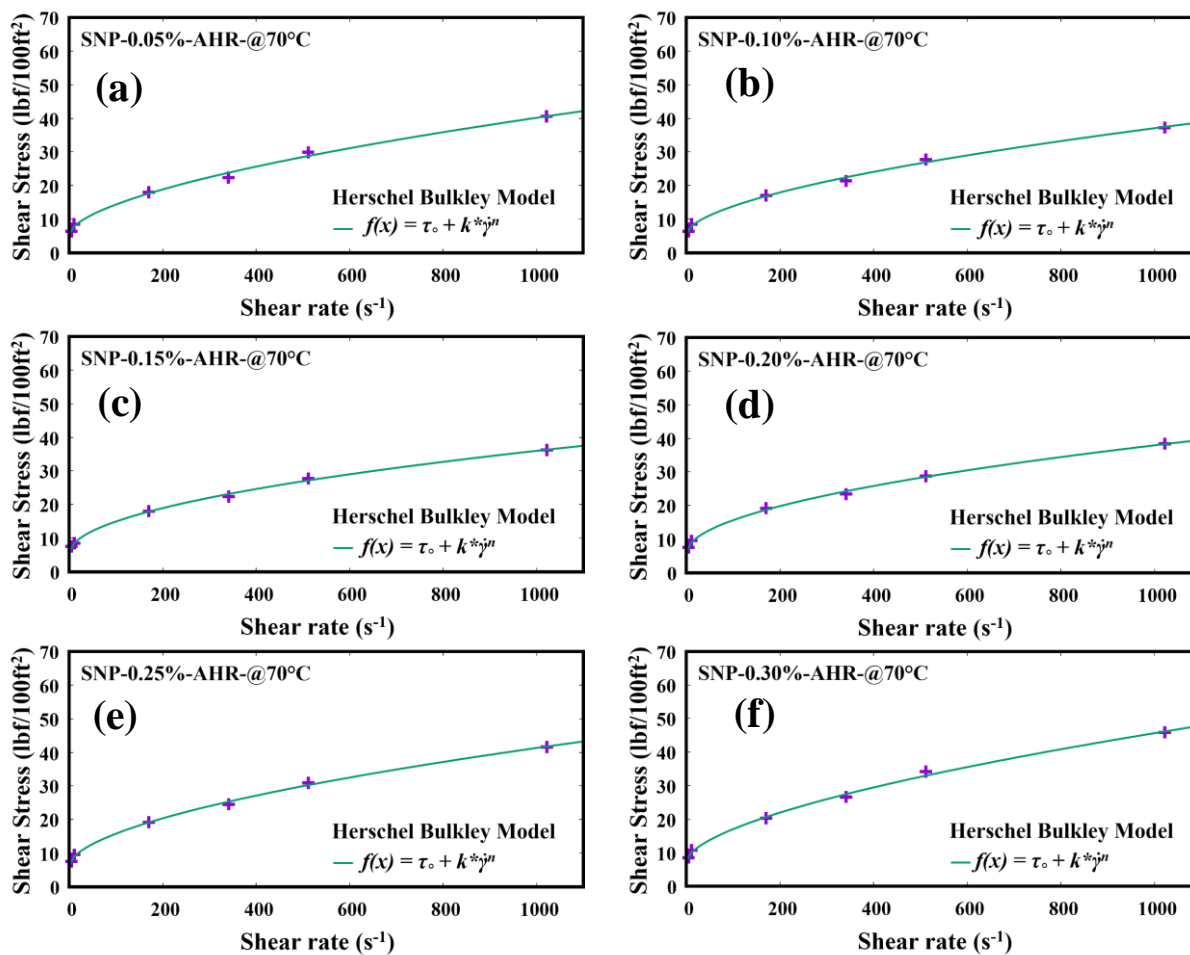 SNP-0.05%-AHR-@70°C
(a)
Shear Stress (lbf/100ft²)
70
60
50
40
30
20
10
0
Herschel Bulkley Model
f(x) = τ₀ + k*γ̇ⁿ
0 200 400 600 800 1000
Shear rate (s⁻¹)
SNP-0.10%-AHR-@70°C
(b)
Shear Stress (lbf/100ft²)
70
60
50
40
30
20
10
0
Herschel Bulkley Model
f(x) = τ₀ + k*γ̇ⁿ
0 200 400 600 800 1000
Shear rate (s⁻¹)
SNP-0.15%-AHR-@70°C
(c)
Shear Stress (lbf/100ft²)
70
60
50
40
30
20
10
0
Herschel Bulkley Model
f(x) = τ₀ + k*γ̇ⁿ
0 200 400 600 800 1000
Shear rate (s⁻¹)
SNP-0.20%-AHR-@70°C
(d)
Shear Stress (lbf/100ft²)
70
60
50
40
30
20
10
0
Herschel Bulkley Model
f(x) = τ₀ + k*γ̇ⁿ
0 200 400 600 800 1000
Shear rate (s⁻¹)
SNP-0.25%-AHR-@70°C
(e)
Shear Stress (lbf/100ft²)
70
60
50
40
30
20
10
0
Herschel Bulkley Model
f(x) = τ₀ + k*γ̇ⁿ
0 200 400 600 800 1000
Shear rate (s⁻¹)
SNP-0.30%-AHR-@70°C
(f)
Shear Stress (lbf/100ft²)
70
60
50
40
30
20
10
0
Herschel Bulkley Model
f(x) = τ₀ + k*γ̇ⁿ
0 200 400 600 800 1000
Shear rate (s⁻¹)